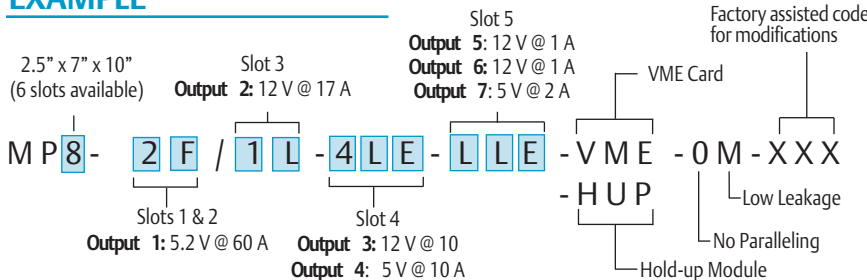 EXAMPLE
2.5” x 7” x 10”
(6 slots available)
Slot 3
Output 2: 12 V @ 17 A
Slot 5
Output 5: 12 V @ 1 A
Output 6: 12 V @ 1 A
Output 7: 5 V @ 2 A
VME Card
Factory assisted code
for modifications
MP8- 2F / 1L -4LE- LLE -VME -0M-XXX
-HUP
Slots 1 & 2
Output 1: 5.2 V @ 60 A
Slot 4
Output 3: 12 V @ 10
Output 4: 5 V @ 10 A
Low Leakage
No Paralleling
Hold-up Module